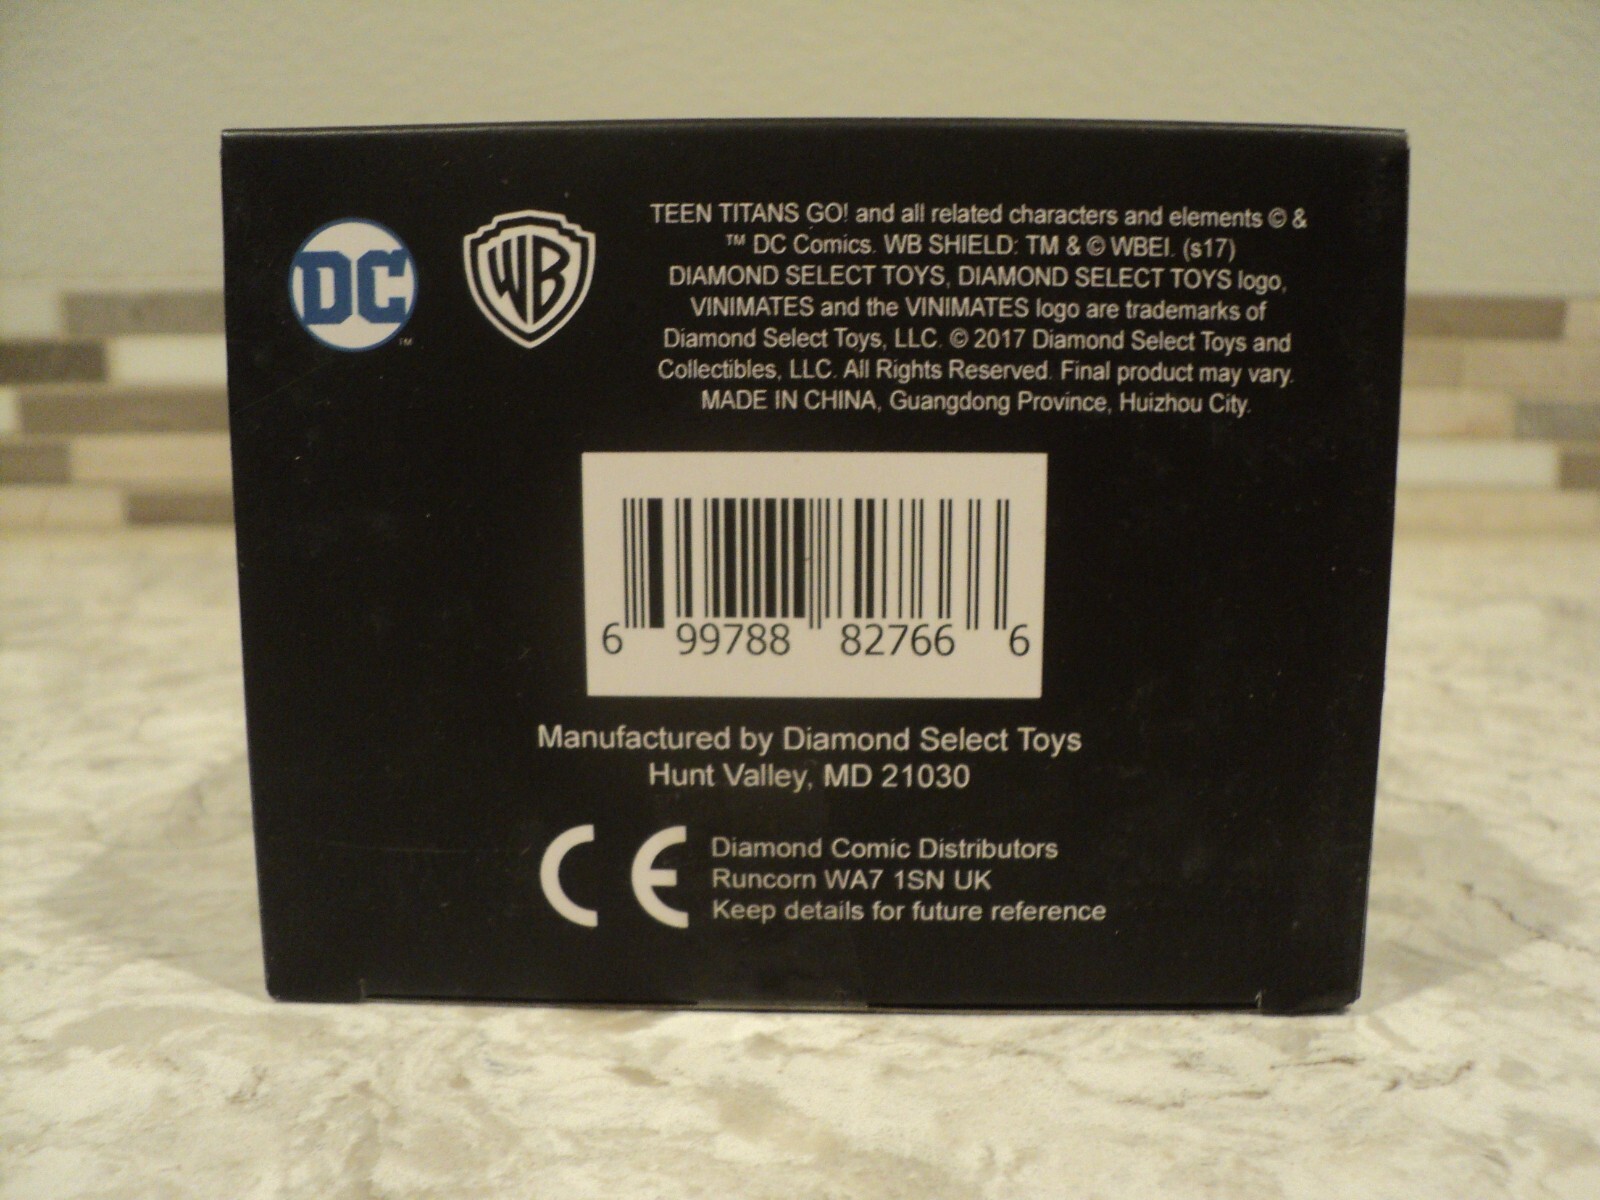 DC
™
WB
TEEN TITANS GO! and all related characters and elements © &
™ DC Comics. WB SHIELD: TM & © WBEI. (s17)
DIAMOND SELECT TOYS, DIAMOND SELECT TOYS logo,
VINIMATES and the VINIMATES logo are trademarks of
Diamond Select Toys, LLC. © 2017 Diamond Select Toys and
Collectibles, LLC. All Rights Reserved. Final product may vary.
MADE IN CHINA, Guangdong Province, Huizhou City.
6 99788 82766 6
Manufactured by Diamond Select Toys
Hunt Valley, MD 21030
CE
Diamond Comic Distributors
Runcorn WA7 1SN UK
Keep details for future reference